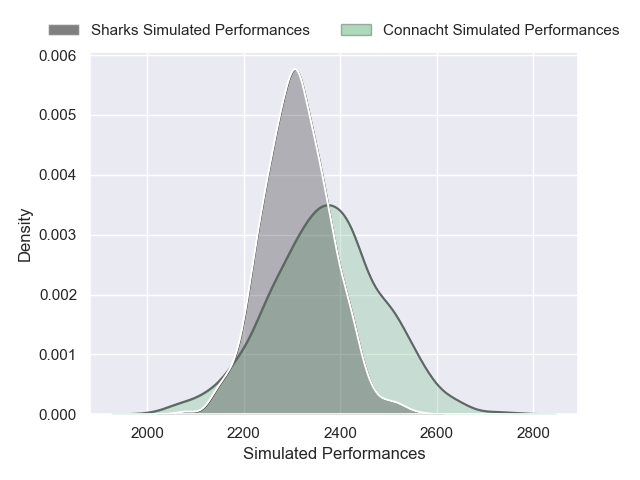 Sharks Simulated Performances Connacht Simulated Performances
0.006
0.005
0.004
0.003
0.002
0.001
0.000
Density
2000 2200 2400 2600 2800
Simulated Performances